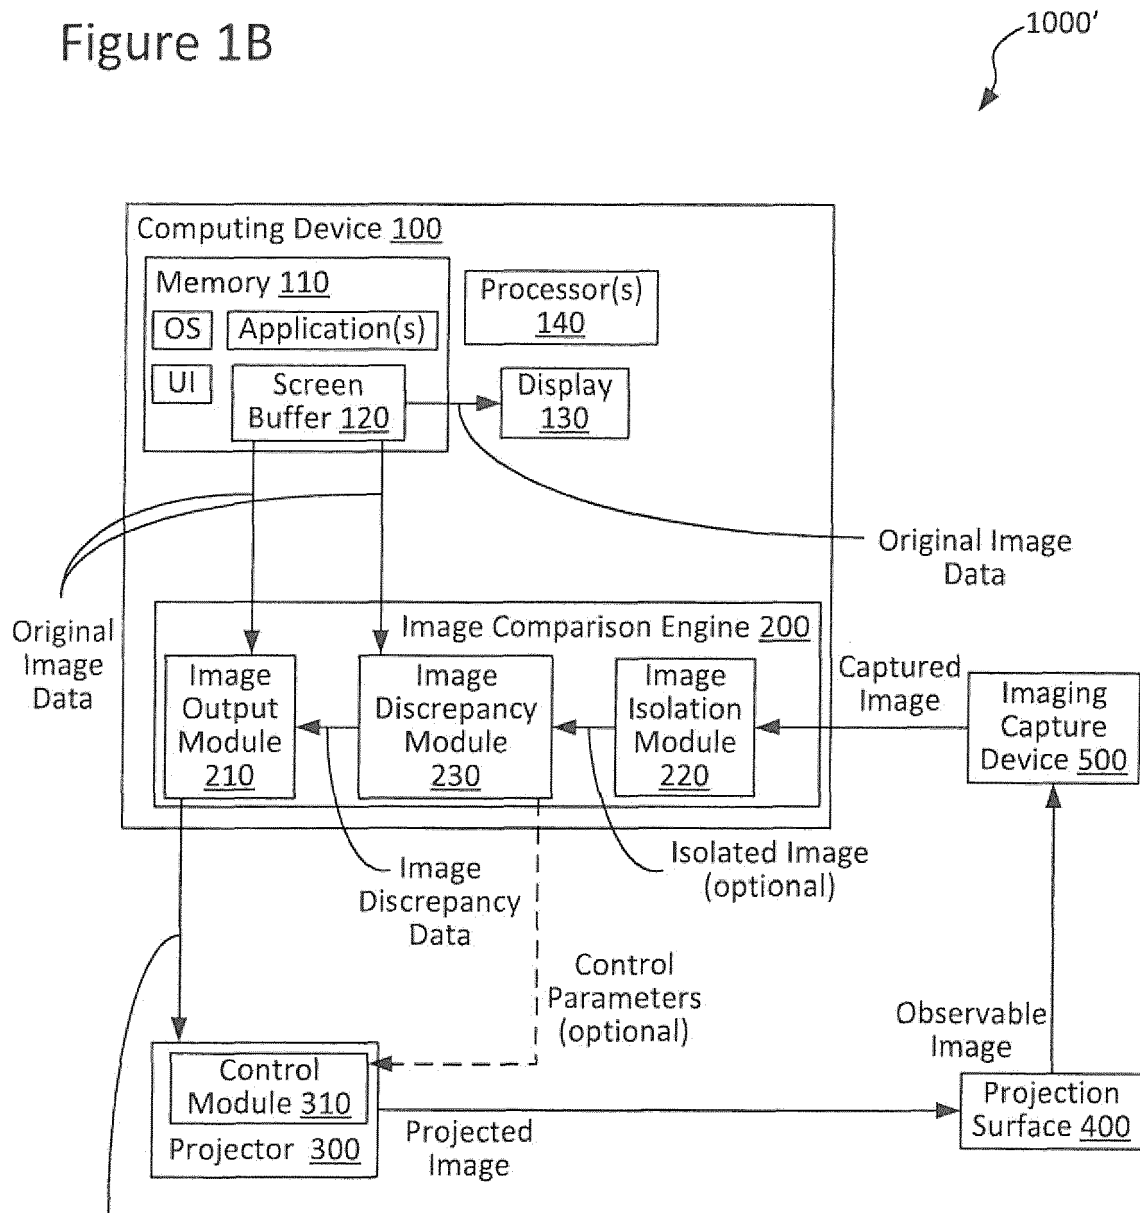 Figure 1B
1000'
Computing Device 100
Memory 110
OS
Application(s)
UI
Screen
Buffer 120
Processor(s)
140
Display
130
Original Image
Data
Original
Image
Data
Image Comparison Engine 200
Image
Output
Module
210
Image
Discrepancy
Module
230
Image
Isolation
Module
220
Captured
Image
Imaging
Capture
Device 500
Image
Discrepancy
Data
Isolated Image
(optional)
Control
Parameters
(optional)
Observable
Image
Control
Module 310
Projector 300
Projected
Image
Projection
Surface 400